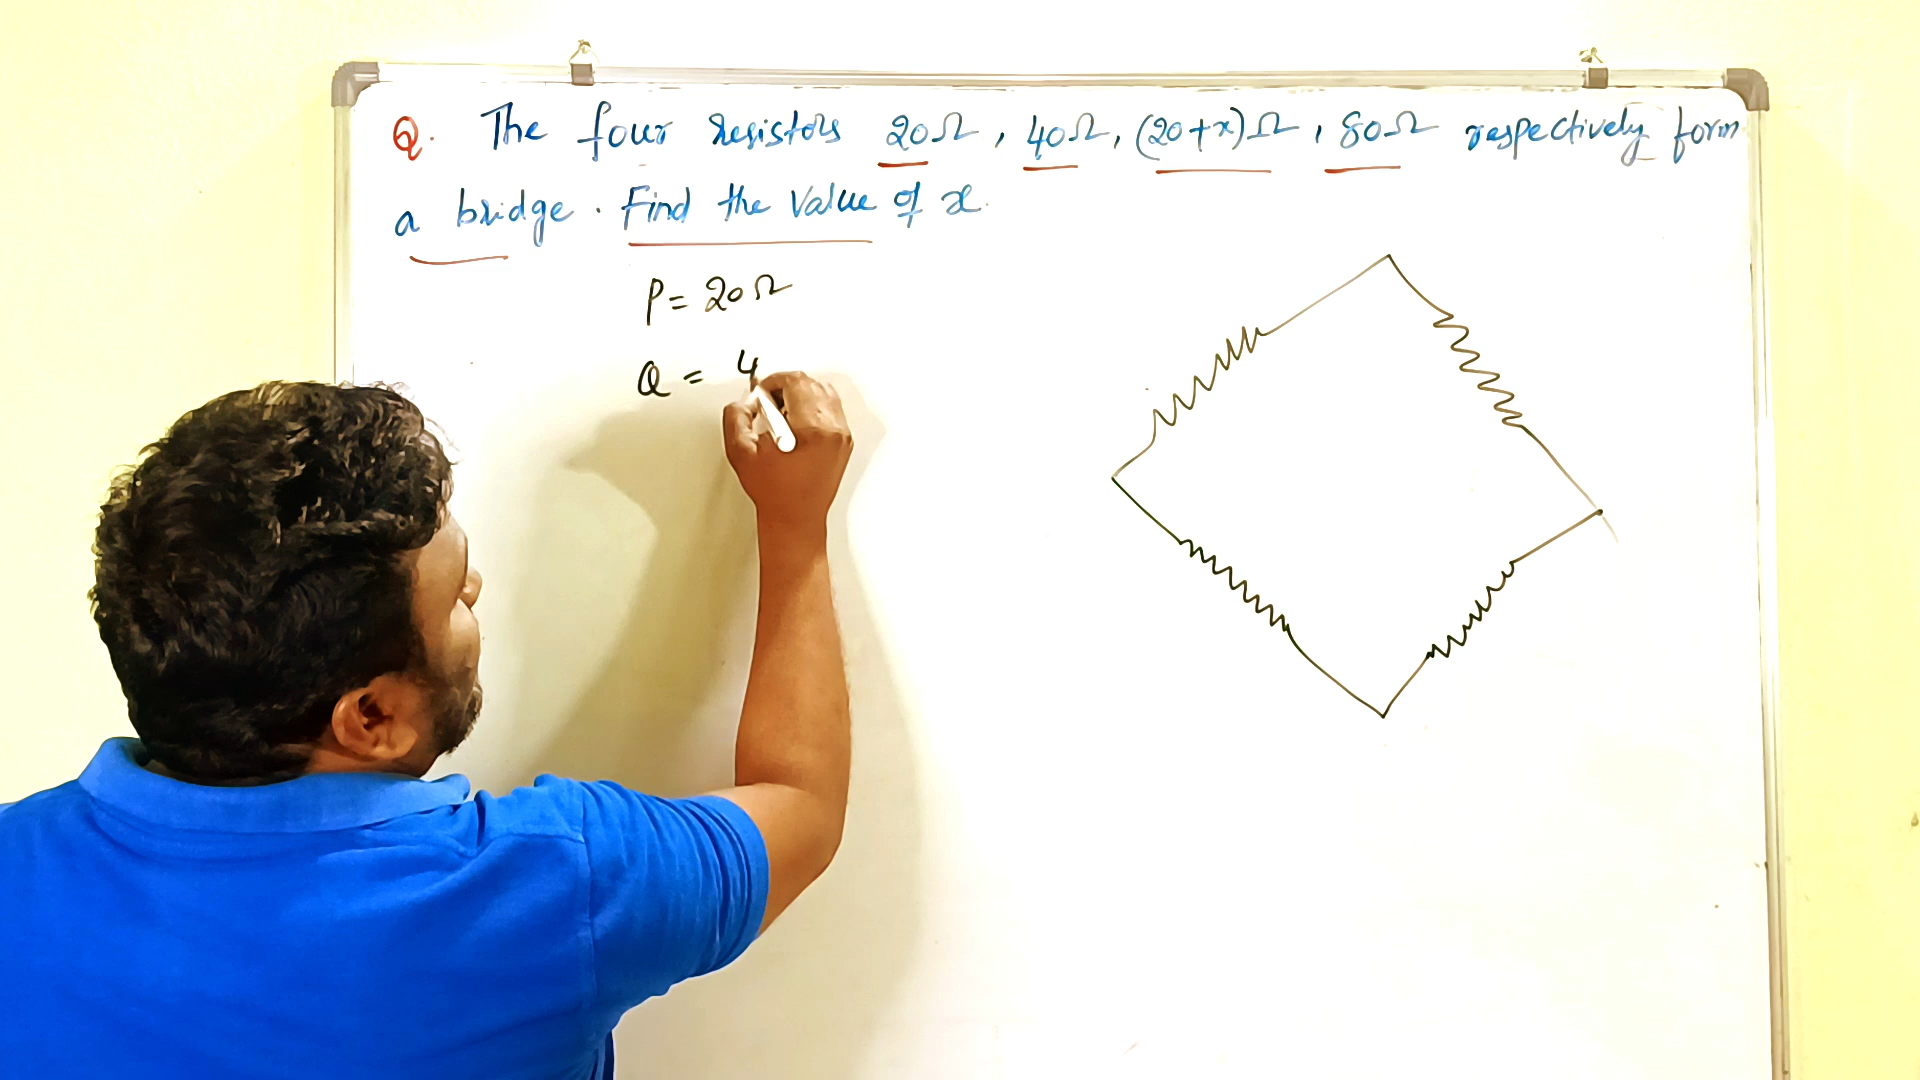 Q. The four resistors 20Ω, 40Ω, (20+x)Ω, 80Ω respectively form
a bridge. Find the value of x.
P = 20Ω
Q = 4